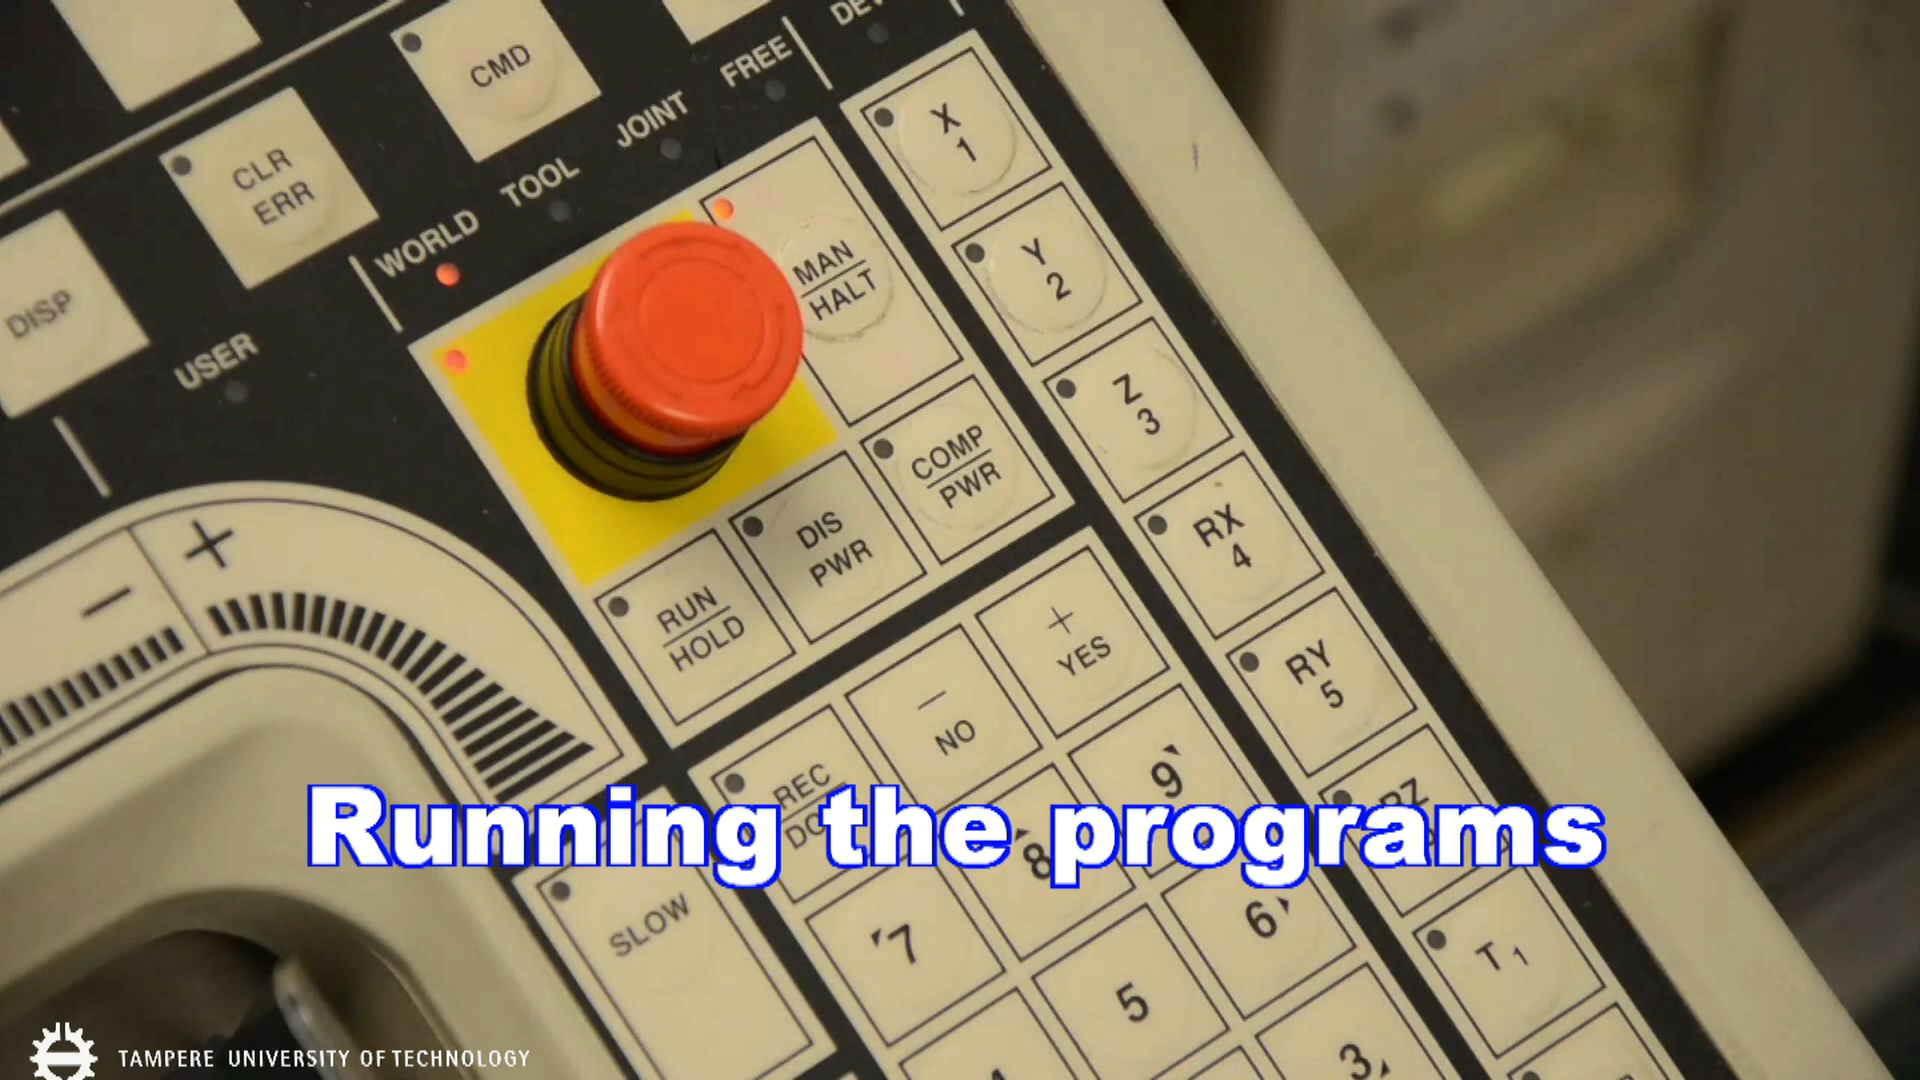 CMD
CLR
ERR
DISP
USER
WORLD
TOOL
JOINT
FREE
X
1
Y
2
Z
3
RX
4
RY
5
MAN
HALT
COMP
PWR
DIS
PWR
RUN
HOLD
+
−
+
YES
−
NO
REC
9
8
7
6
5
3
SLOW
T1
Running the programs
TAMPERE UNIVERSITY OF TECHNOLOGY